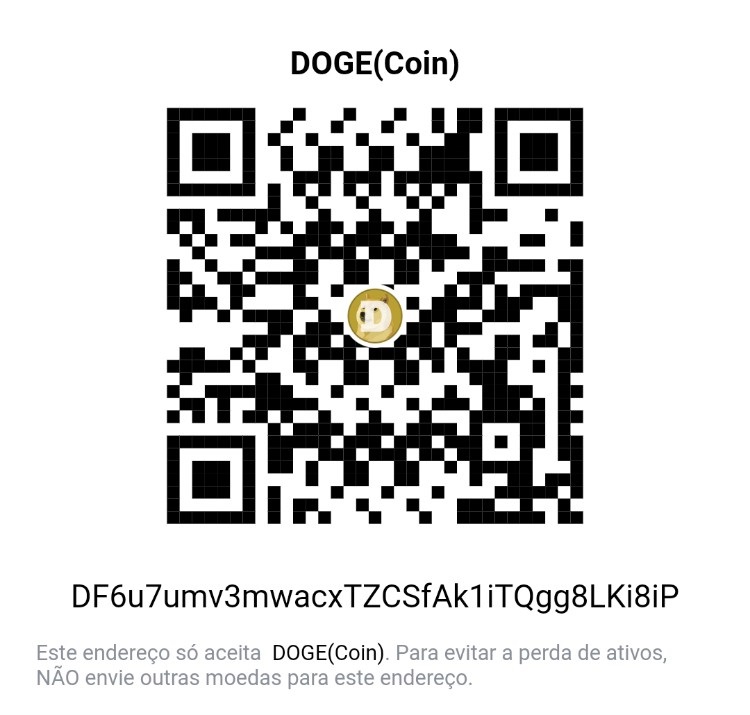 DOGE(Coin)
DF6u7umv3mwacxTZCSfAk1iTQgg8LKi8iP
Este endereço só aceita DOGE(Coin). Para evitar a perda de ativos,
NÃO envie outras moedas para este endereço.